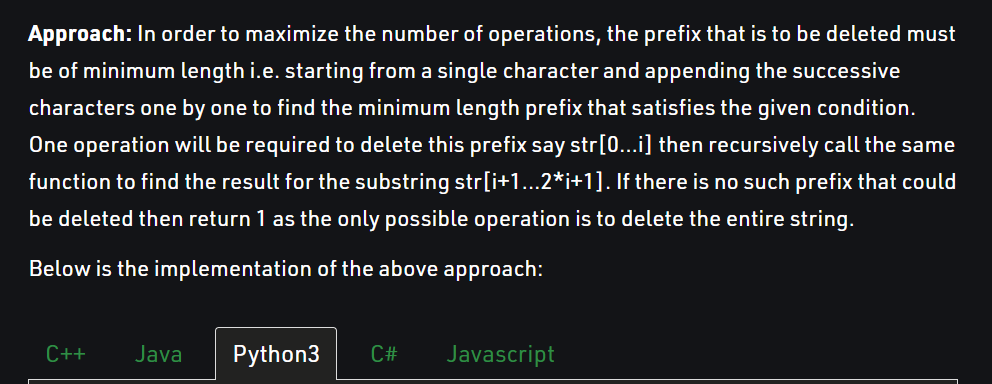 Approach: In order to maximize the number of operations, the prefix that is to be deleted must
be of minimum length i.e. starting from a single character and appending the successive
characters one by one to find the minimum length prefix that satisfies the given condition.
One operation will be required to delete this prefix say str[0…i] then recursively call the same
function to find the result for the substring str[i+1…2*i+1]. If there is no such prefix that could
be deleted then return 1 as the only possible operation is to delete the entire string.
Below is the implementation of the above approach:
C++ Java Python3 C# Javascript